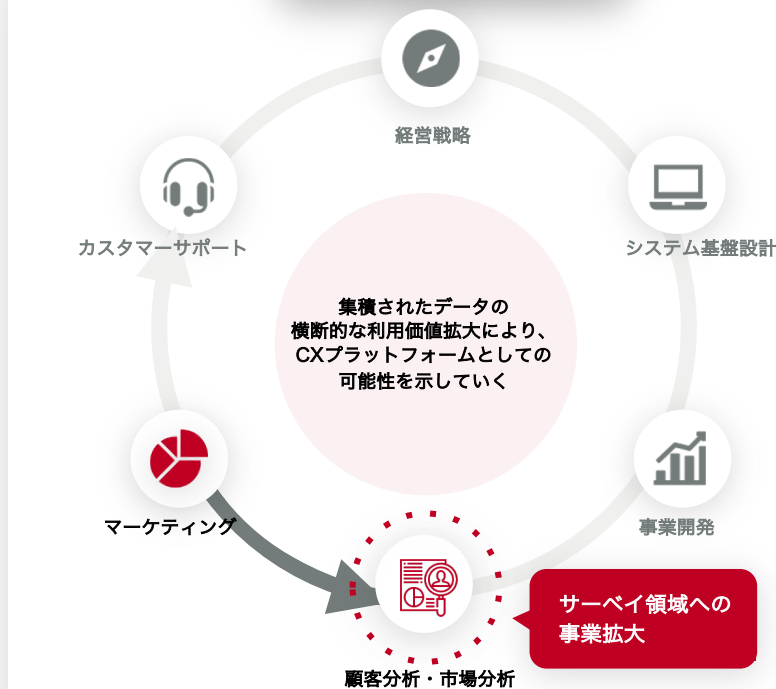 経営戦略
カスタマーサポート
システム基盤設計
集積されたデータの
横断的な利用価値拡大により、
CXプラットフォームとしての
可能性を示していく
マーケティング
事業開発
サーベイ領域への
事業拡大
顧客分析・市場分析